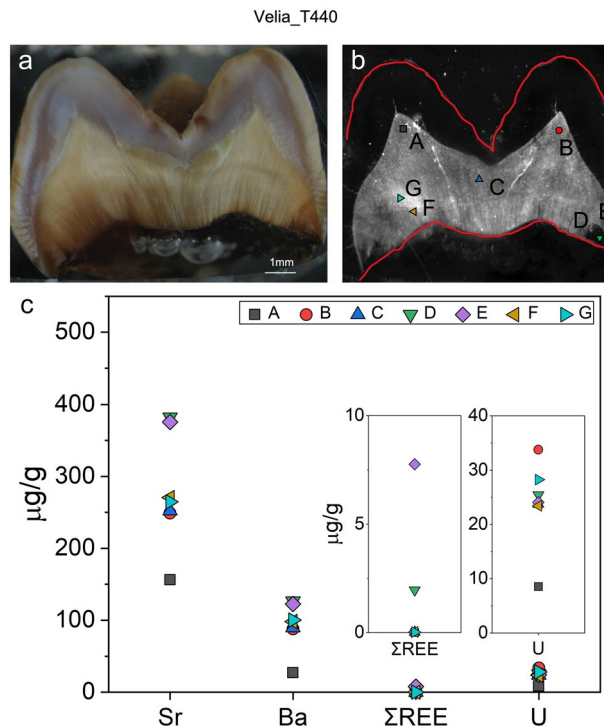 Velia_T440
a
1mm
b
A
B
C
G
F
D
E
c
A B C D E F G
500
400
300
200
100
0
µg/g
Sr Ba ΣREE U
10
5
0
µg/g
ΣREE
40
30
20
10
0
U